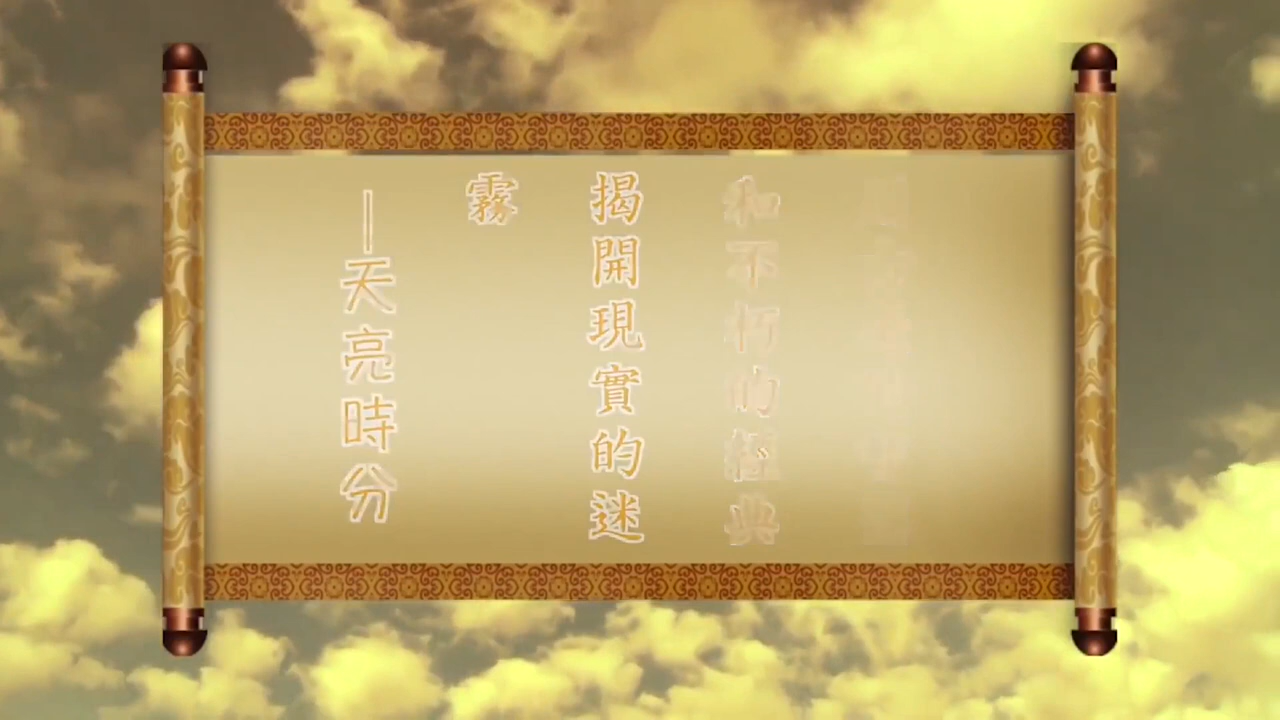 和不朽的經典
揭開現實的迷
霧
—天亮時分